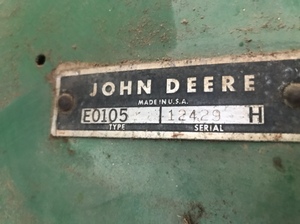 JOHN DEERE
MADE IN U.S.A.
E0105 12429 H
TYPE SERIAL